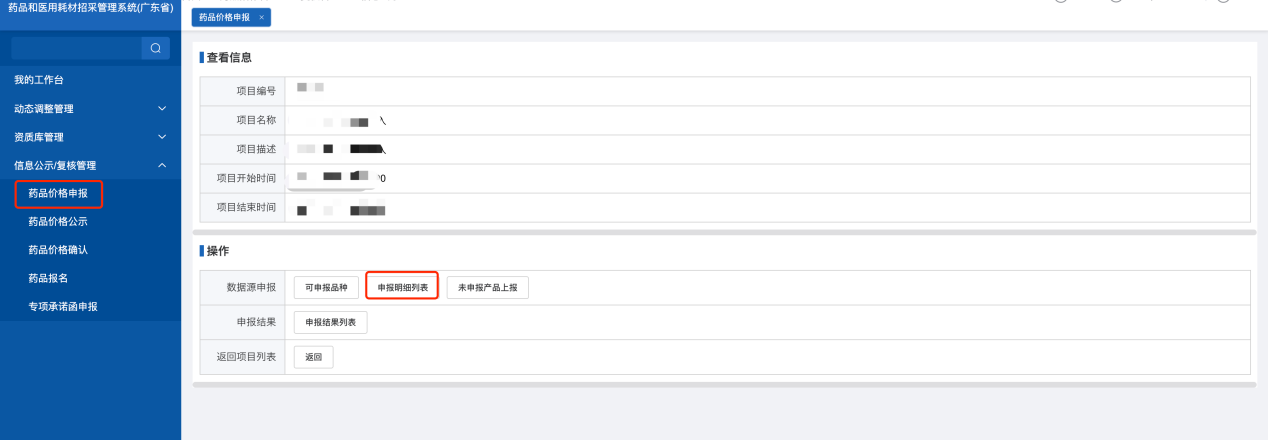 药品和医用耗材招采管理系统(广东省)
药品价格申报 ×
我的工作台
动态调整管理
资质库管理
信息公示/复核管理
药品价格申报
药品价格公示
药品价格确认
药品报名
专项承诺函申报
查看信息
项目编号
项目名称
项目描述
项目开始时间
项目结束时间
操作
数据源申报 可申报品种 申报明细列表 未申报产品上报
申报结果 申报结果列表
返回项目列表 返回